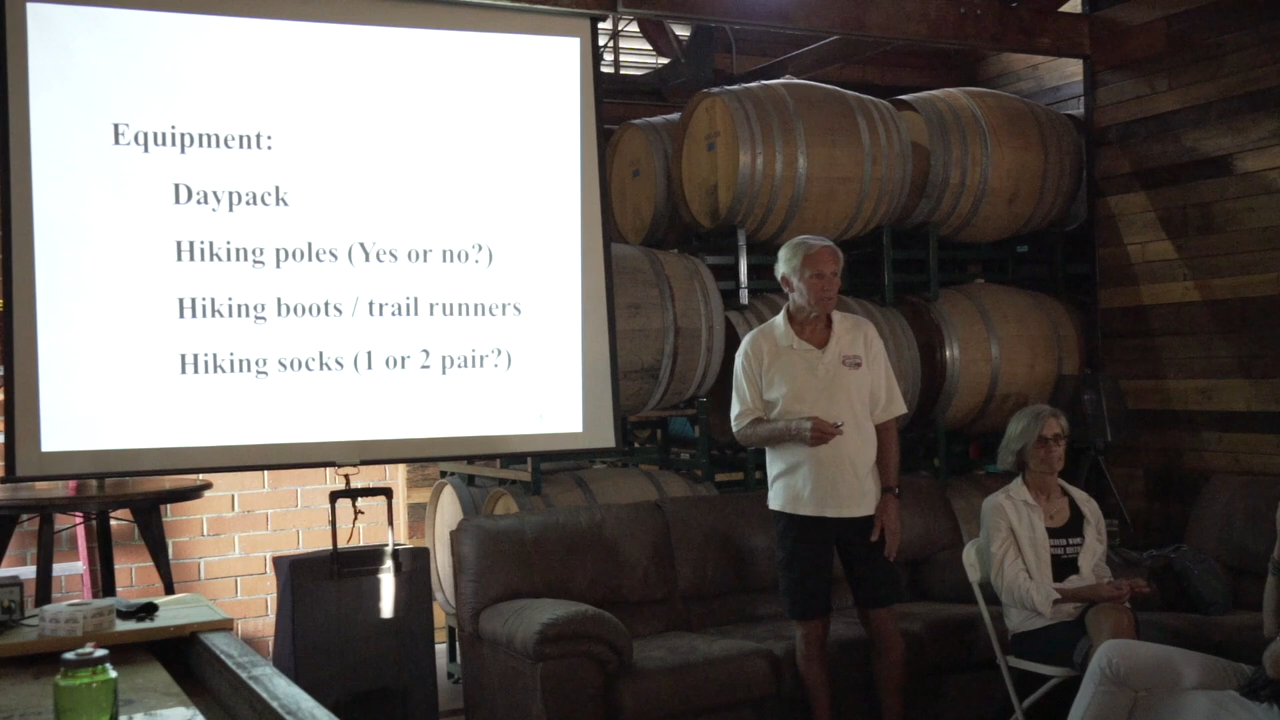 Equipment:
Daypack
Hiking poles (Yes or no?)
Hiking boots / trail runners
Hiking socks (1 or 2 pair?)